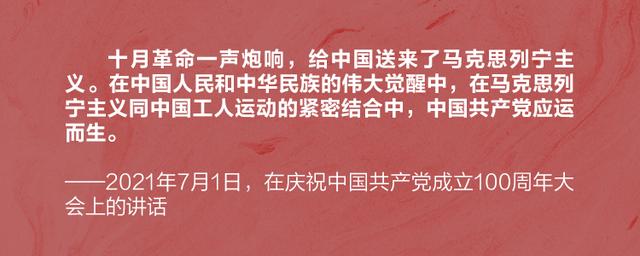 十月革命一声炮响，给中国送来了马克思列宁主
义。在中国人民和中华民族的伟大觉醒中，在马克思列
宁主义同中国工人运动的紧密结合中，中国共产党应运
而生。
——2021年7月1日，在庆祝中国共产党成立100周年大
会上的讲话